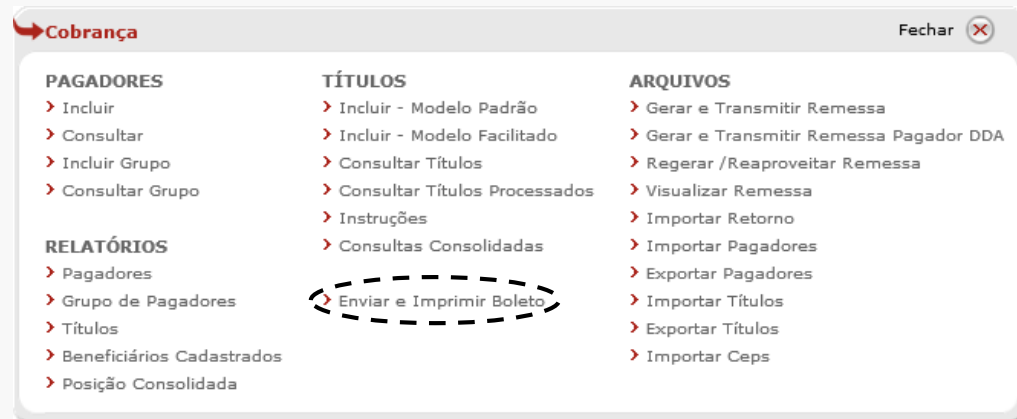 Cobrança
Fechar
PAGADORES
Incluir
Consultar
Incluir Grupo
Consultar Grupo
RELATÓRIOS
Pagadores
Grupo de Pagadores
Títulos
Beneficiários Cadastrados
Posição Consolidada
TÍTULOS
Incluir - Modelo Padrão
Incluir - Modelo Facilitado
Consultar Títulos
Consultar Títulos Processados
Instruções
Consultas Consolidadas
Enviar e Imprimir Boleto
ARQUIVOS
Gerar e Transmitir Remessa
Gerar e Transmitir Remessa Pagador DDA
Regerar /Reaproveitar Remessa
Visualizar Remessa
Importar Retorno
Importar Pagadores
Exportar Pagadores
Importar Títulos
Exportar Títulos
Importar Ceps